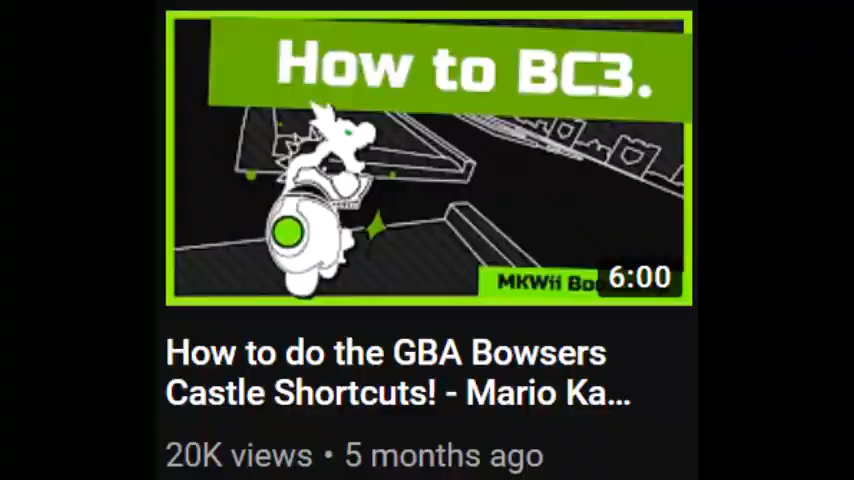 How to BC3.
MKWii
6:00
How to do the GBA Bowsers
Castle Shortcuts! - Mario Ka...
20K views • 5 months ago